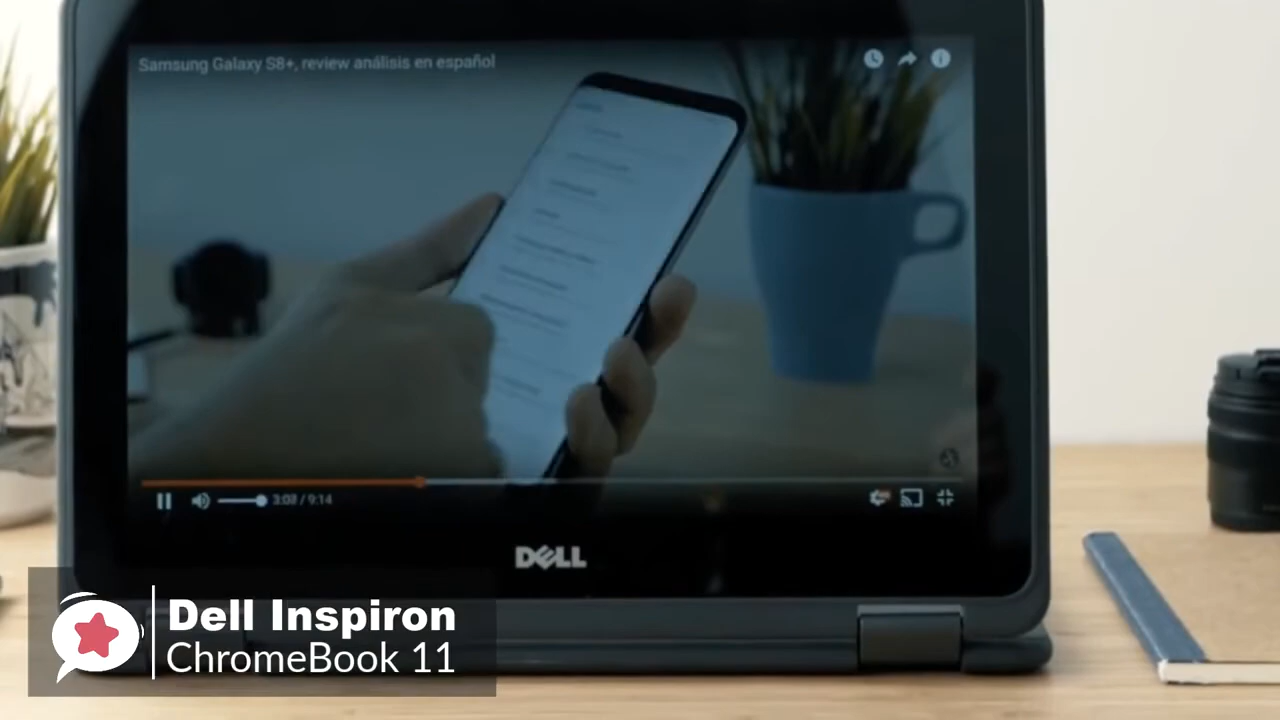 Samsung Galaxy S8+, review análisis en español
3:08 / 9:14
DELL
Dell Inspiron
ChromeBook 11